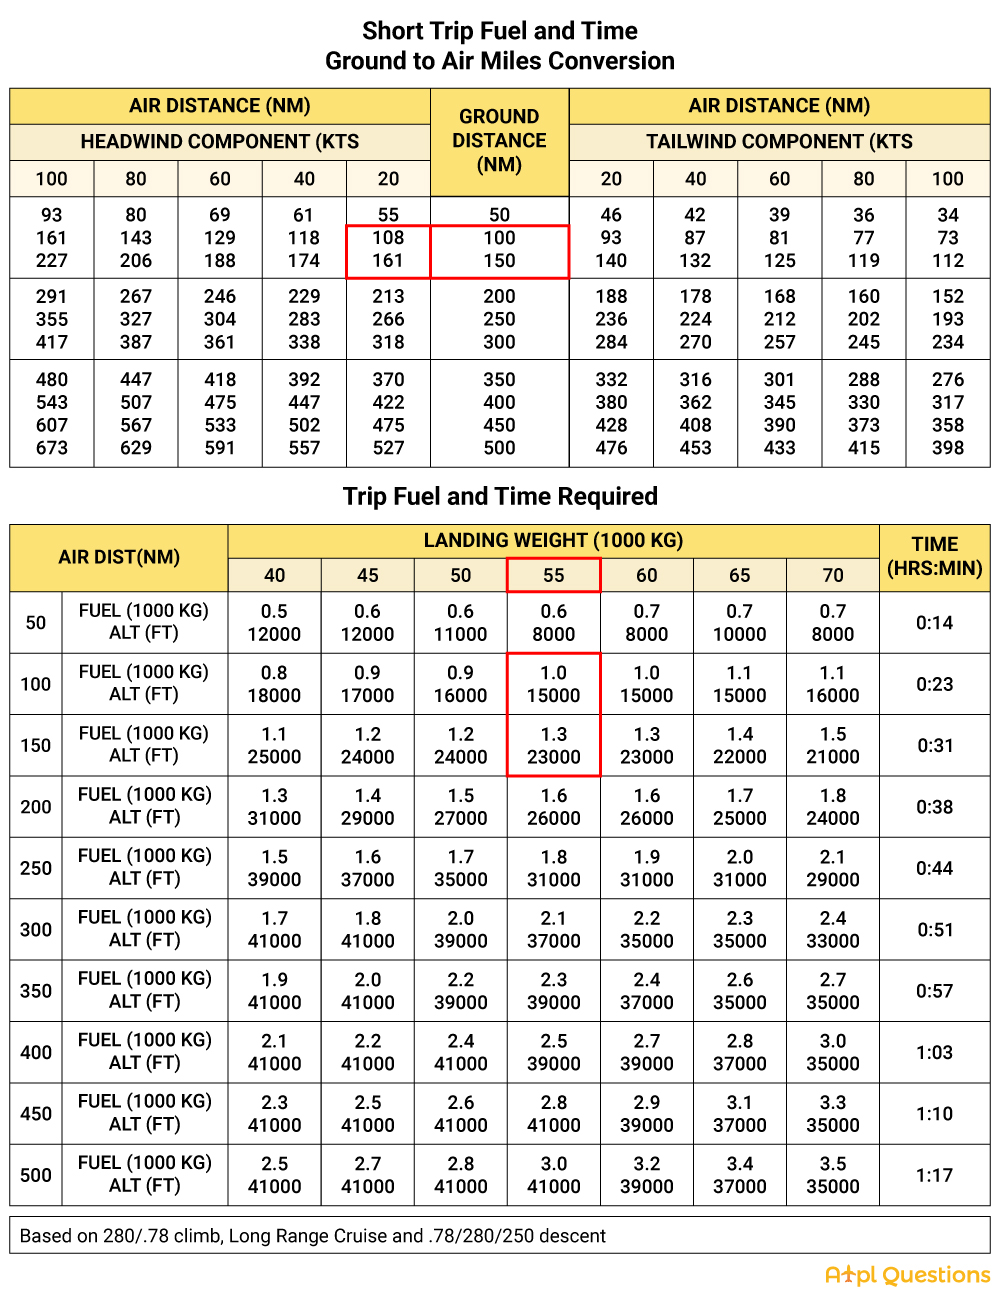 Short Trip Fuel and Time
Ground to Air Miles Conversion
AIR DISTANCE (NM) GROUND DISTANCE (NM) AIR DISTANCE (NM)
HEADWIND COMPONENT (KTS TAILWIND COMPONENT (KTS
100 80 60 40 20 20 40 60 80 100
93 80 69 61 55 50 46 42 39 36 34
161 143 129 118 108 100 93 87 81 77 73
227 206 188 174 161 150 140 132 125 119 112
291 267 246 229 213 200 188 178 168 160 152
355 327 304 283 266 250 236 224 212 202 193
417 387 361 338 318 300 284 270 257 245 234
480 447 418 392 370 350 332 316 301 288 276
543 507 475 447 422 400 380 362 345 330 317
607 567 533 502 475 450 428 408 390 373 358
673 629 591 557 527 500 476 453 433 415 398
Trip Fuel and Time Required
AIR DIST(NM) LANDING WEIGHT (1000 KG) TIME (HRS:MIN)
40 45 50 55 60 65 70
50 FUEL (1000 KG) 0.5 0.6 0.6 0.6 0.7 0.7 0.7 0:14
ALT (FT) 12000 12000 11000 8000 8000 10000 8000
100 FUEL (1000 KG) 0.8 0.9 0.9 1.0 1.0 1.1 1.1 0:23
ALT (FT) 18000 17000 16000 15000 15000 15000 16000
150 FUEL (1000 KG) 1.1 1.2 1.2 1.3 1.3 1.4 1.5 0:31
ALT (FT) 25000 24000 24000 23000 23000 22000 21000
200 FUEL (1000 KG) 1.3 1.4 1.5 1.6 1.6 1.7 1.8 0:38
ALT (FT) 31000 29000 27000 26000 26000 25000 24000
250 FUEL (1000 KG) 1.5 1.6 1.7 1.8 1.9 2.0 2.1 0:44
ALT (FT) 39000 37000 35000 31000 31000 31000 29000
300 FUEL (1000 KG) 1.7 1.8 2.0 2.1 2.2 2.3 2.4 0:51
ALT (FT) 41000 41000 39000 37000 35000 35000 33000
350 FUEL (1000 KG) 1.9 2.0 2.2 2.3 2.4 2.6 2.7 0:57
ALT (FT) 41000 41000 39000 39000 37000 35000 35000
400 FUEL (1000 KG) 2.1 2.2 2.4 2.5 2.7 2.8 3.0 1:03
ALT (FT) 41000 41000 41000 39000 39000 37000 35000
450 FUEL (1000 KG) 2.3 2.5 2.6 2.8 2.9 3.1 3.3 1:10
ALT (FT) 41000 41000 41000 41000 39000 37000 35000
500 FUEL (1000 KG) 2.5 2.7 2.8 3.0 3.2 3.4 3.5 1:17
ALT (FT) 41000 41000 41000 41000 39000 37000 35000
Based on 280/.78 climb, Long Range Cruise and .78/280/250 descent
Atpl Questions